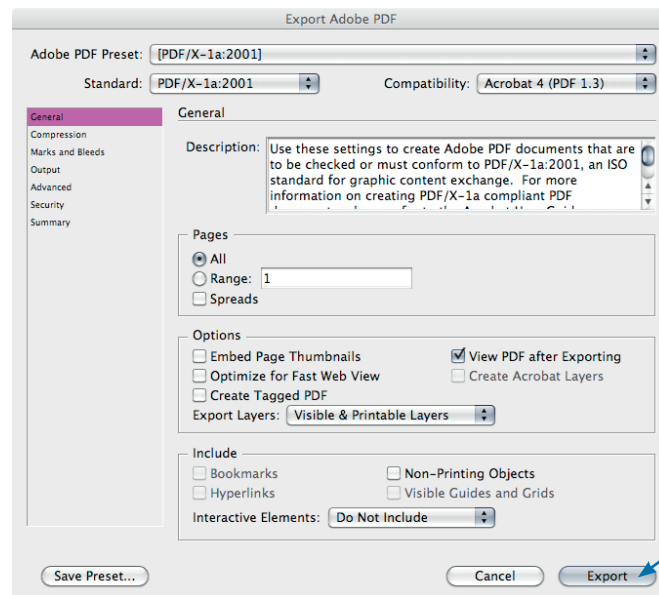 Export Adobe PDF
Adobe PDF Preset: [PDF/X-1a:2001]
Standard: PDF/X-1a:2001 Compatibility: Acrobat 4 (PDF 1.3)
General
Compression
Marks and Bleeds
Output
Advanced
Security
Summary
General
Description: Use these settings to create Adobe PDF documents that are
to be checked or must conform to PDF/X-1a:2001, an ISO
standard for graphic content exchange. For more
information on creating PDF/X-1a compliant PDF
Pages
All
Range: 1
Spreads
Options
Embed Page Thumbnails View PDF after Exporting
Optimize for Fast Web View Create Acrobat Layers
Create Tagged PDF
Export Layers: Visible & Printable Layers
Include
Bookmarks Non-Printing Objects
Hyperlinks Visible Guides and Grids
Interactive Elements: Do Not Include
Save Preset... Cancel Export